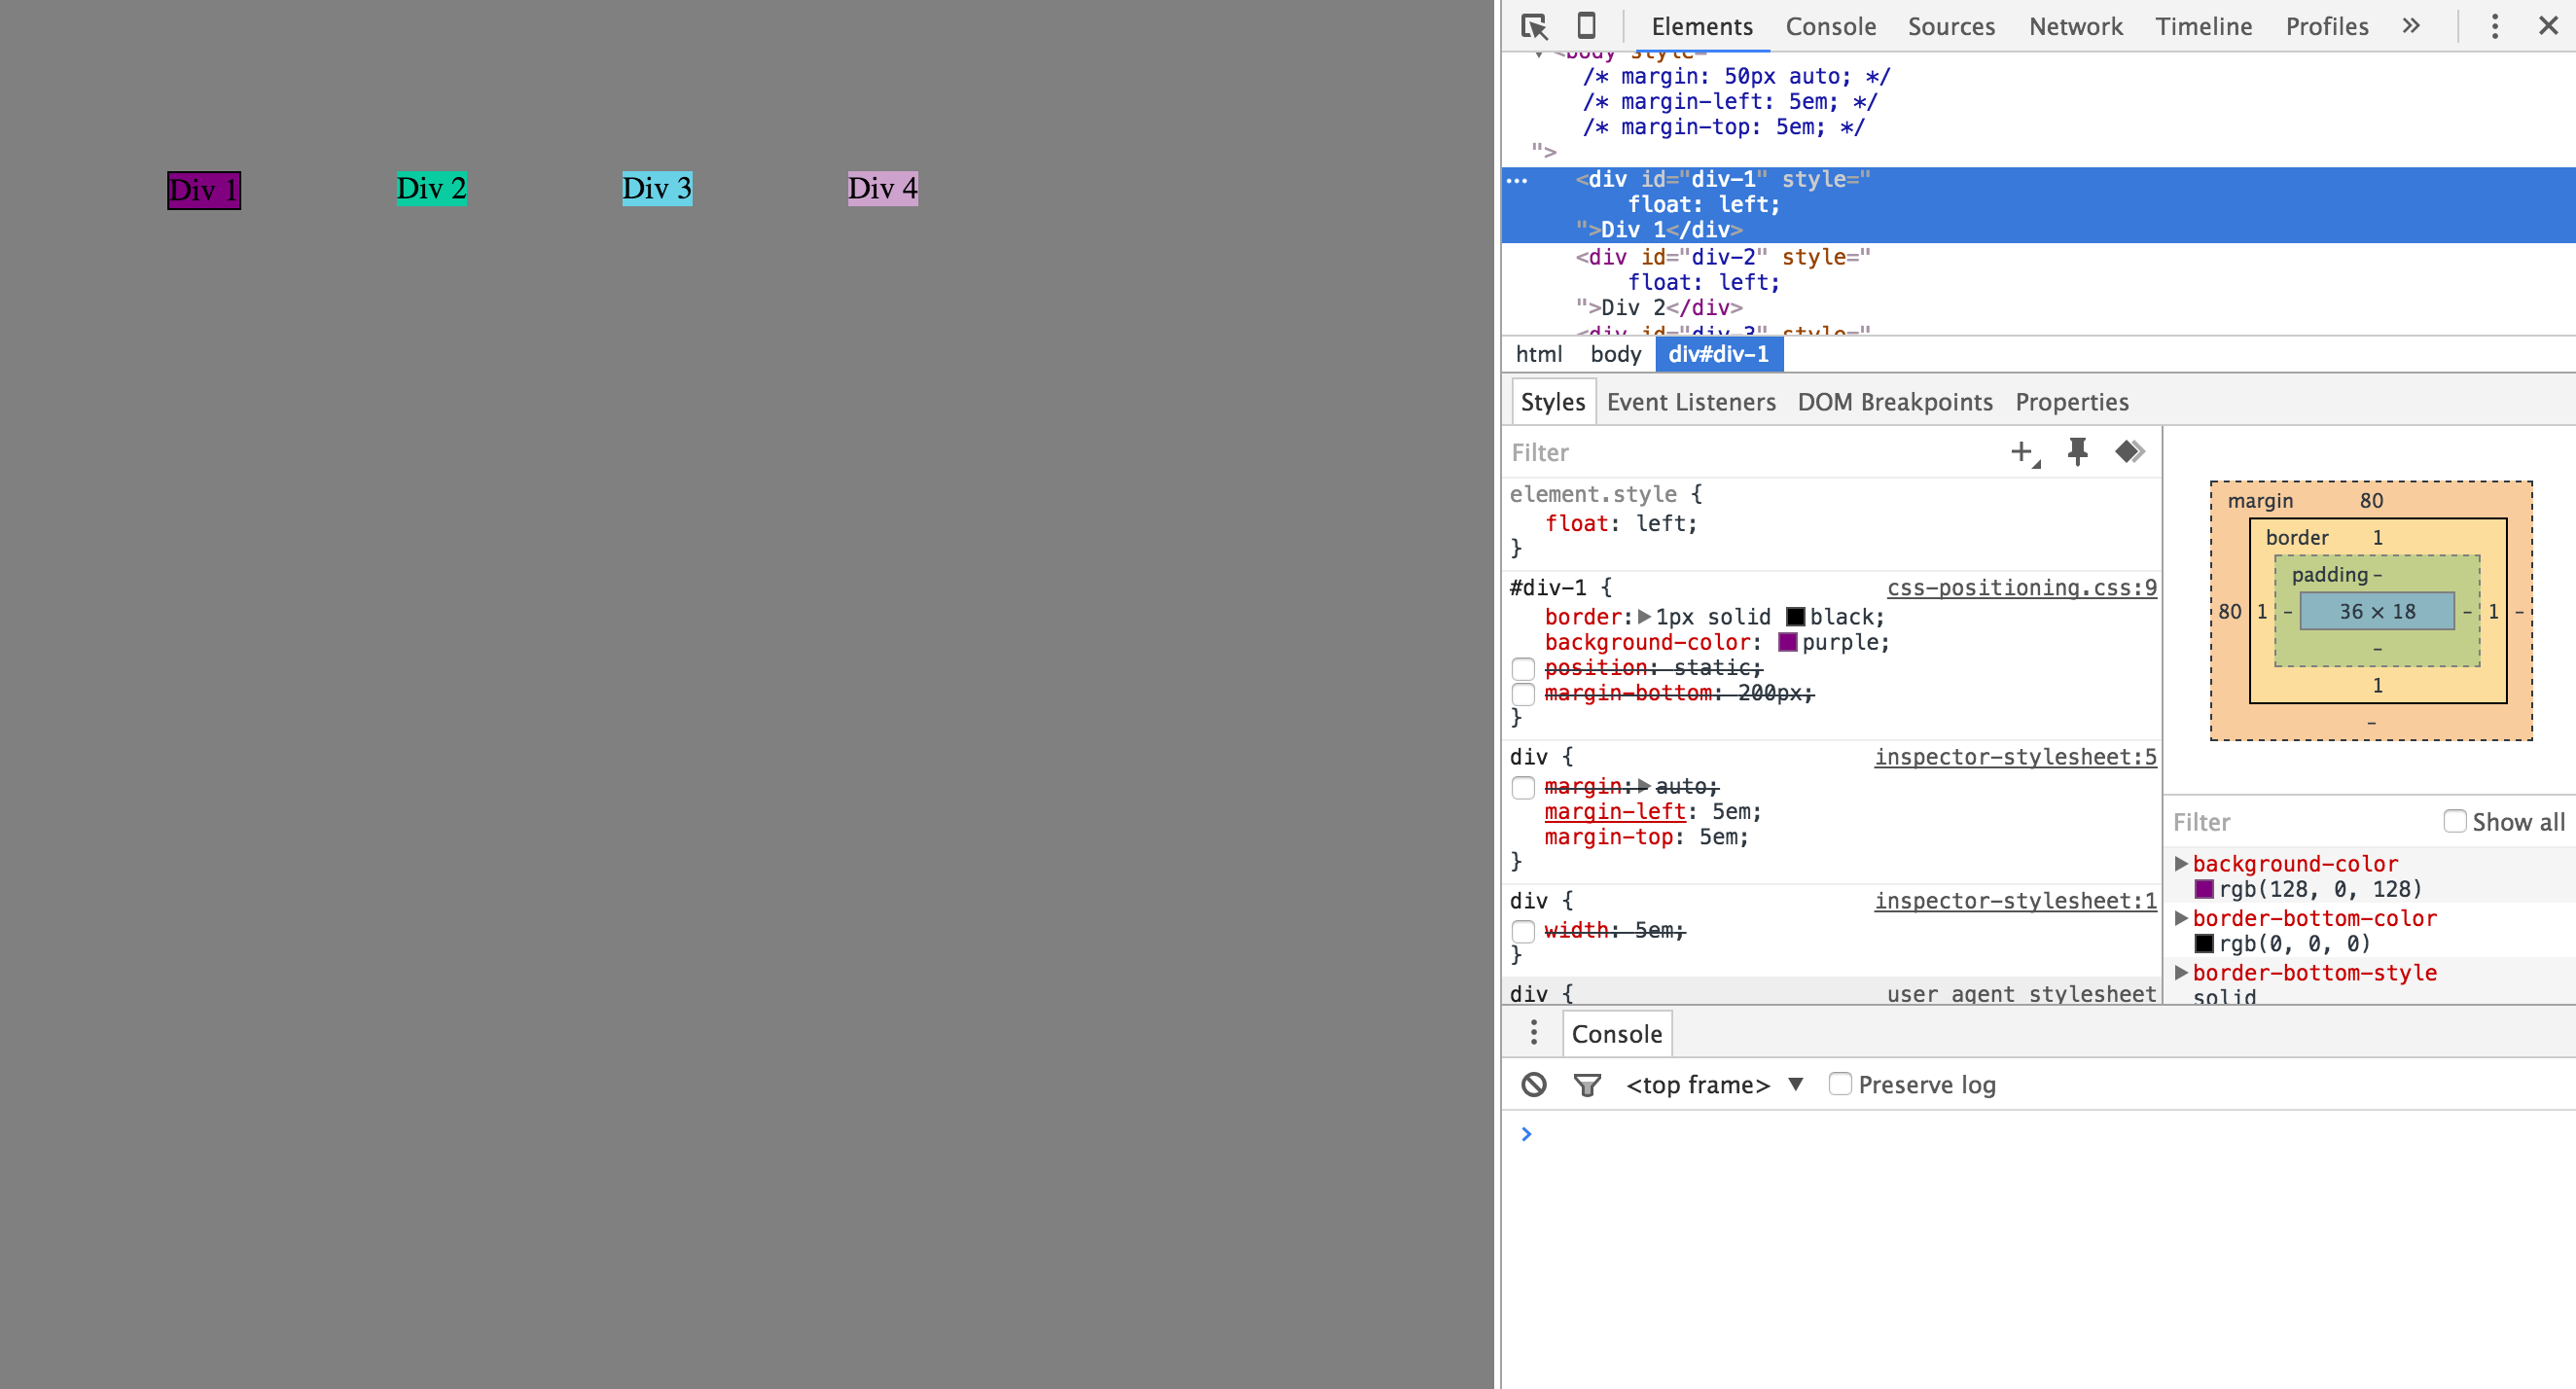 Div 1
Div 2
Div 3
Div 4
Elements Console Sources Network Timeline Profiles »
<body style="
/* margin: 50px auto; */
/* margin-left: 5em; */
/* margin-top: 5em; */
">
<div id="div-1" style="
float: left;
">Div 1</div>
<div id="div-2" style="
float: left;
">Div 2</div>
<div id="div-3" style="
html body div#div-1
Styles Event Listeners DOM Breakpoints Properties
Filter
element.style {
float: left;
}
#div-1 { css-positioning.css:9
border: 1px solid black;
background-color: purple;
position: static;
margin-bottom: 200px;
}
div { inspector-stylesheet:5
margin: auto;
margin-left: 5em;
margin-top: 5em;
}
div { inspector-stylesheet:1
width: 5em;
}
div { user agent stylesheet
margin 80
border 1
padding -
80 1 - 36 × 18 - 1 -
-
1
-
Filter Show all
background-color
rgb(128, 0, 128)
border-bottom-color
rgb(0, 0, 0)
border-bottom-style
solid
Console
<top frame> ▼ Preserve log
>